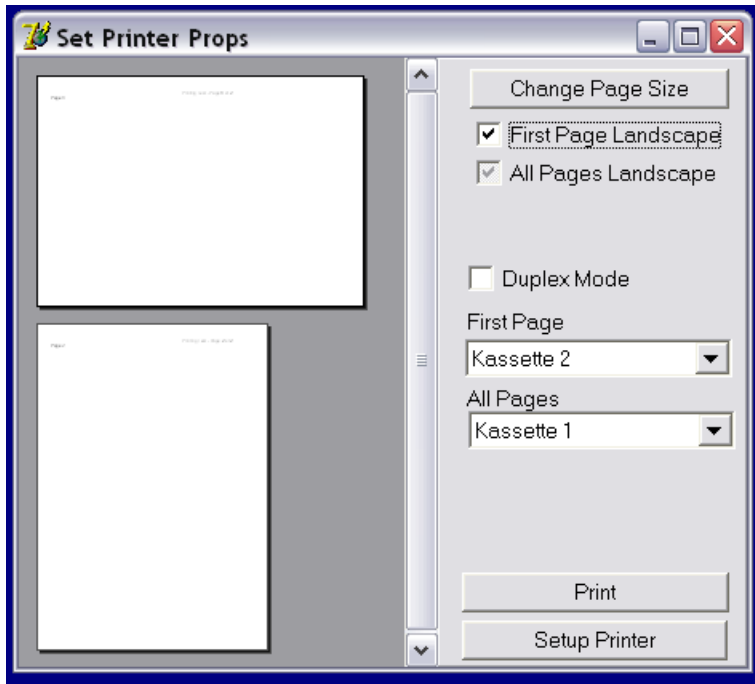 Set Printer Props
Change Page Size
First Page Landscape
All Pages Landscape
Duplex Mode
First Page
Kassette 2
All Pages
Kassette 1
Print
Setup Printer